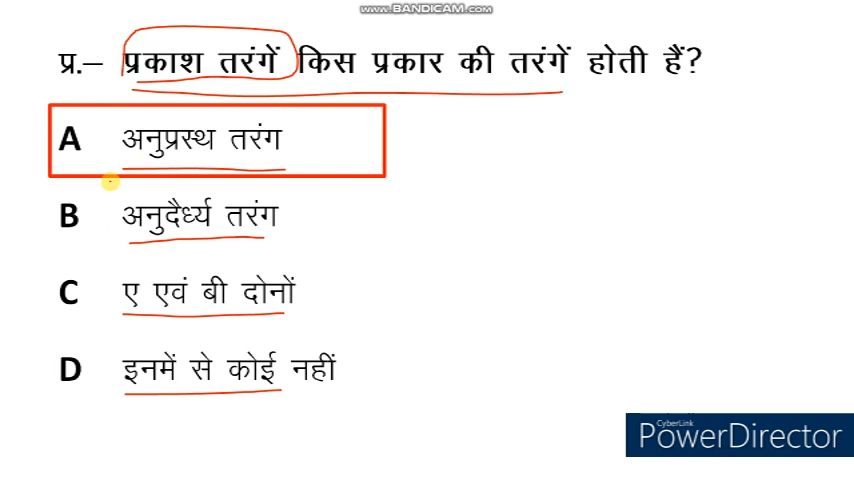 www.BANDICAM.com
प्र.– प्रकाश तरंगें किस प्रकार की तरंगें होती हैं?
A अनुप्रस्थ तरंग
B अनुदैर्ध्य तरंग
C ए एवं बी दोनों
D इनमें से कोई नहीं
CyberLink
PowerDirector